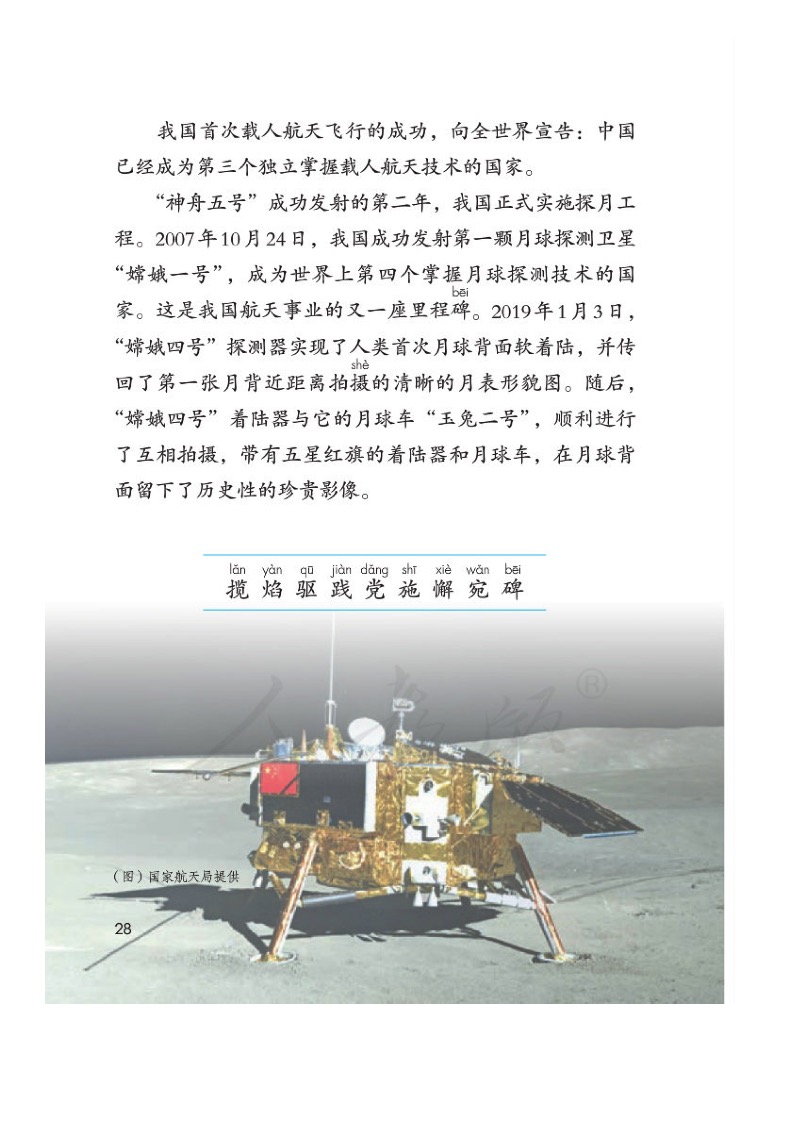 我国首次载人航天飞行的成功，向全世界宣告：中国
已经成为第三个独立掌握载人航天技术的国家。
“神舟五号”成功发射的第二年，我国正式实施探月工
程。2007年10月24日，我国成功发射第一颗月球探测卫星
“嫦娥一号”，成为世界上第四个掌握月球探测技术的国
bēi
家。这是我国航天事业的又一座里程碑。2019年1月3日，
“嫦娥四号”探测器实现了人类首次月球背面软着陆，并传
shè
回了第一张月背近距离拍摄的清晰的月表形貌图。随后，
“嫦娥四号”着陆器与它的月球车“玉兔二号”，顺利进行
了互相拍摄，带有五星红旗的着陆器和月球车，在月球背
面留下了历史性的珍贵影像。
lǎn yàn qū jiàn dǎng shī xiè wǎn bēi
揽 焰 驱 践 党 施 懈 宛 碑
®
（图）国家航天局提供
28